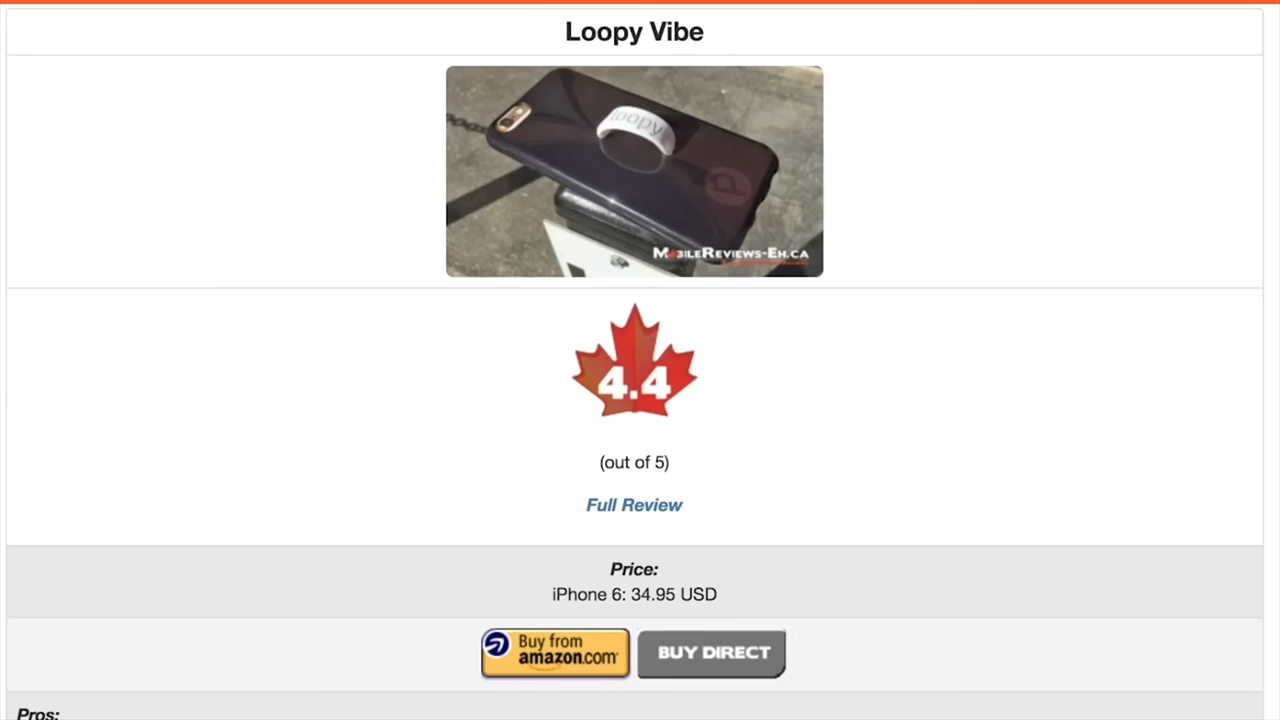 Loopy Vibe
loopy
MOBILEREVIEWS-EH.CA
4.4
(out of 5)
Full Review
Price:
iPhone 6: 34.95 USD
Buy from
amazon.com
BUY DIRECT
Pros: